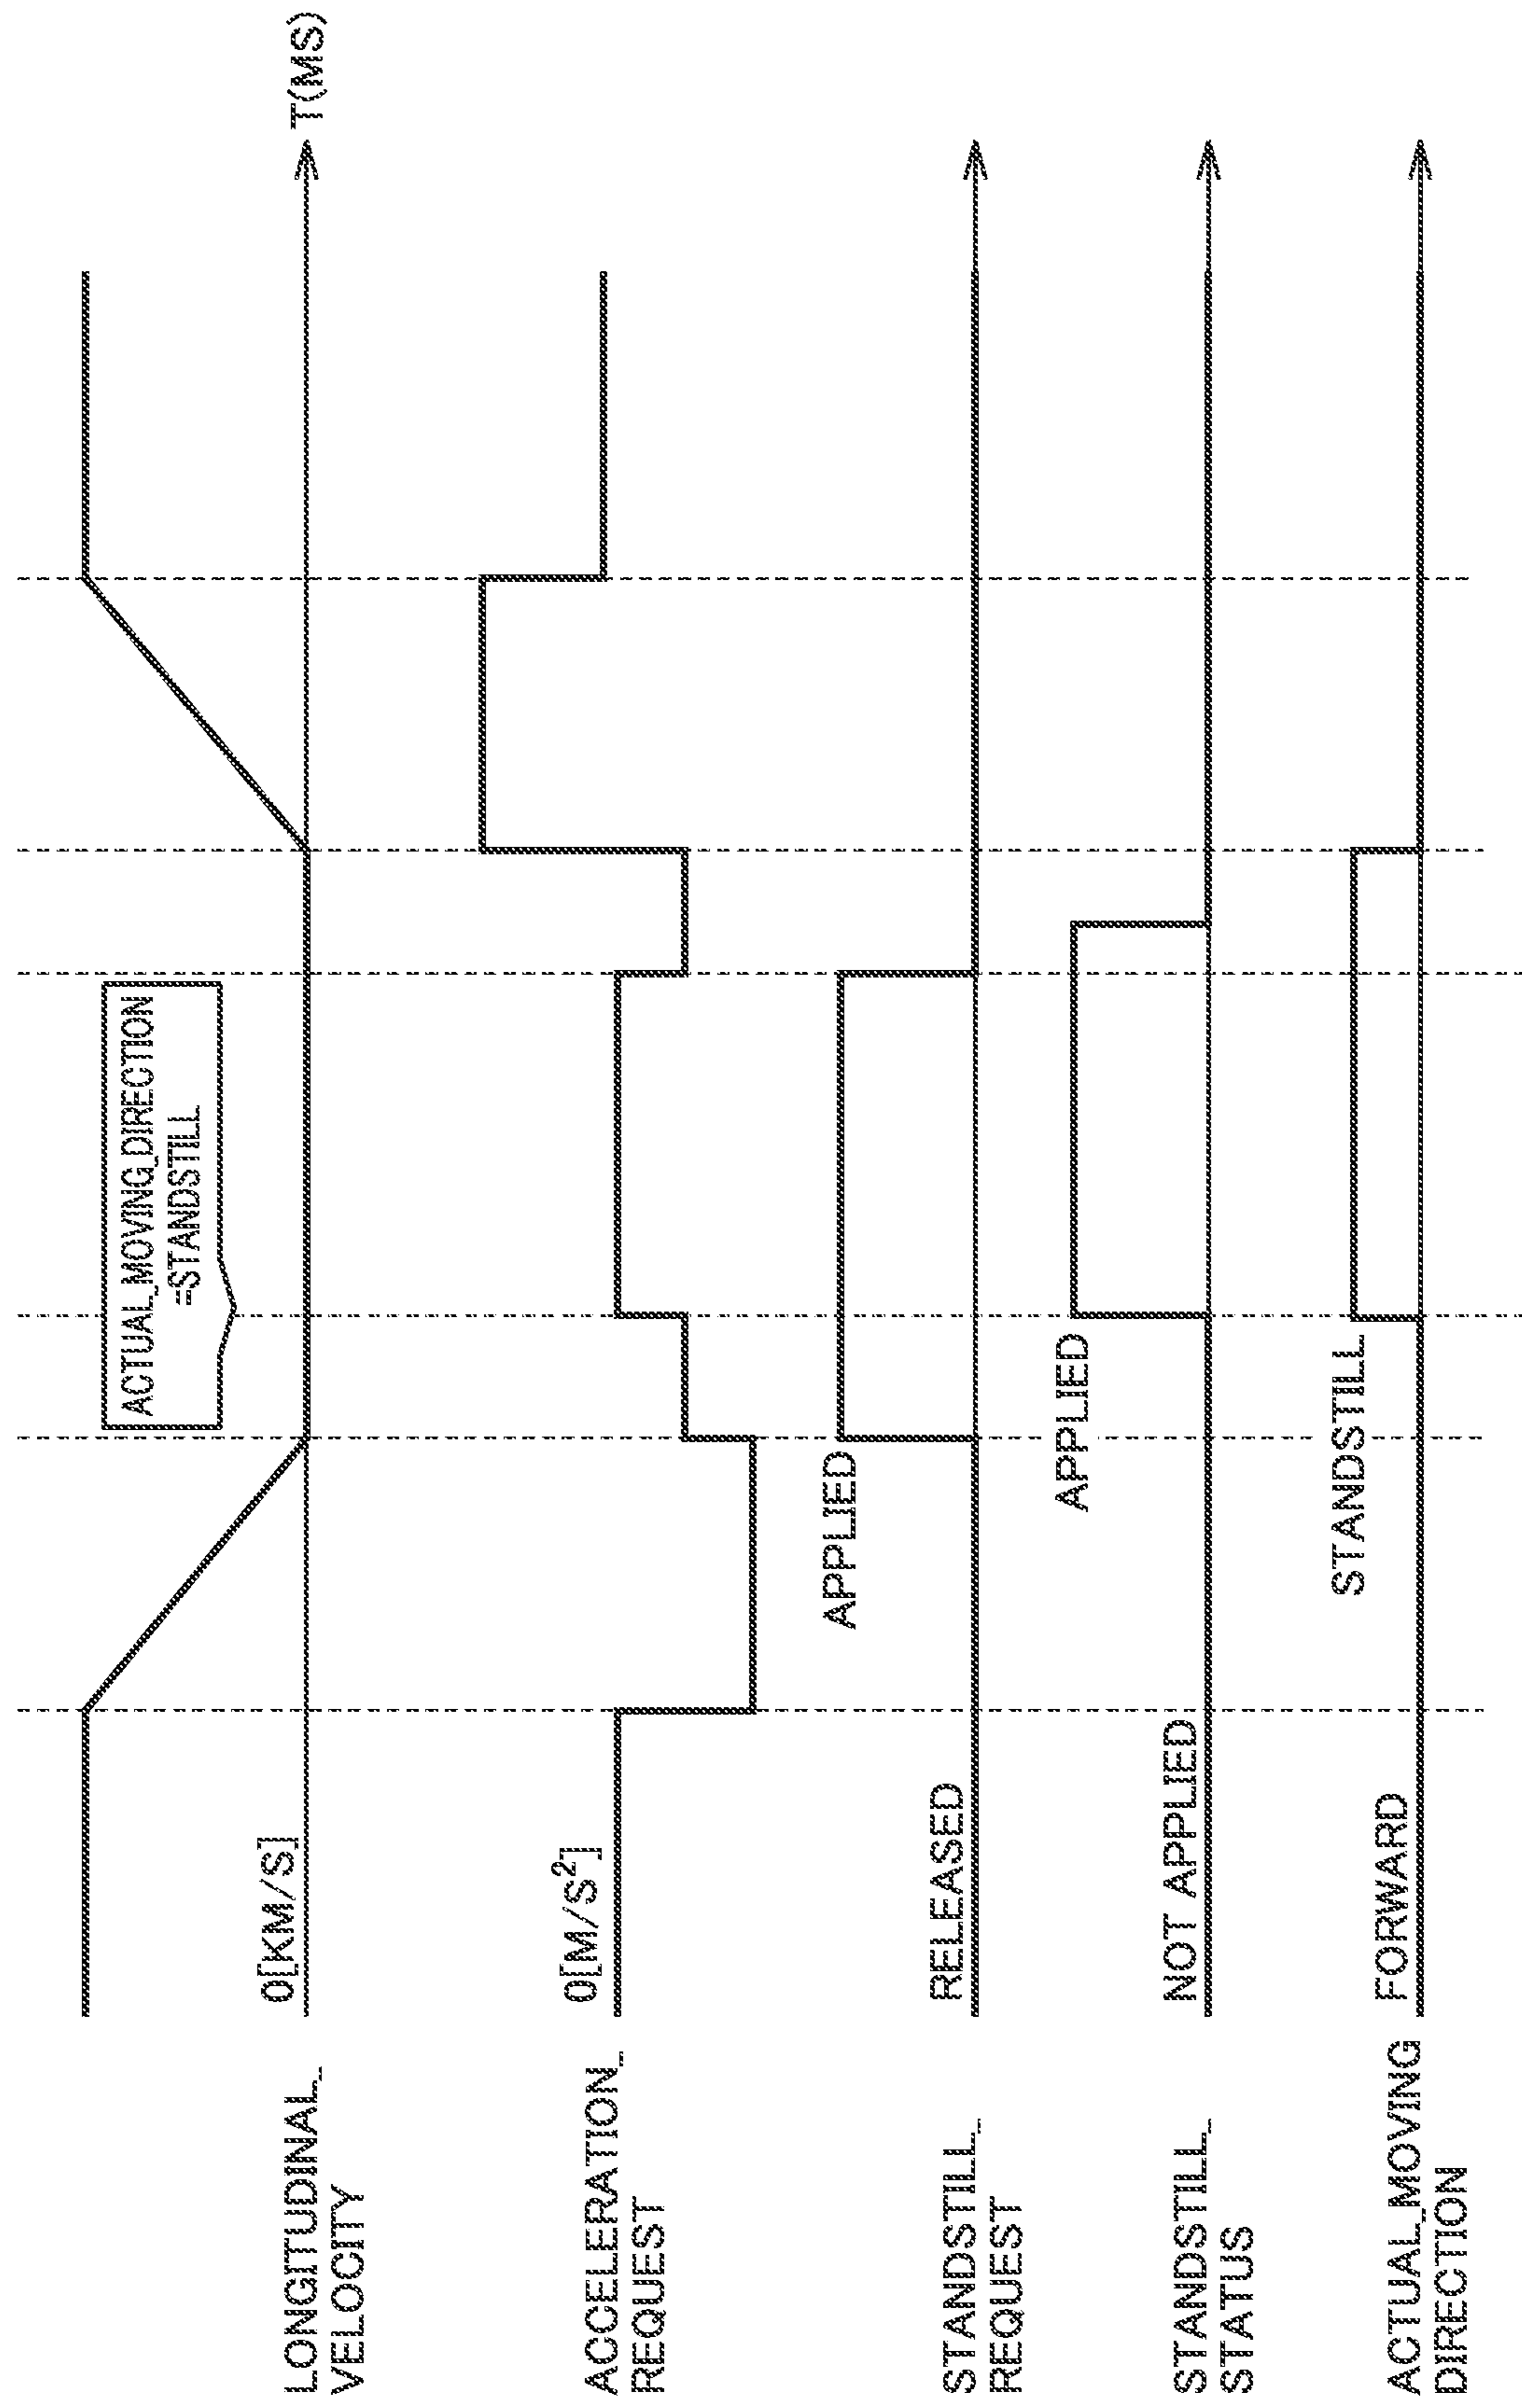 LONGITUDINAL_
VELOCITY
0[KM/S]
ACTUAL_MOVING_DIRECTION
=STANDSTILL
T(MS)
ACCELERATION_
REQUEST
0[M/S²]
STANDSTILL_
REQUEST
RELEASED
APPLIED
STANDSTILL_
STATUS
NOT APPLIED
APPLIED
ACTUAL_MOVING
DIRECTION
FORWARD
STANDSTILL